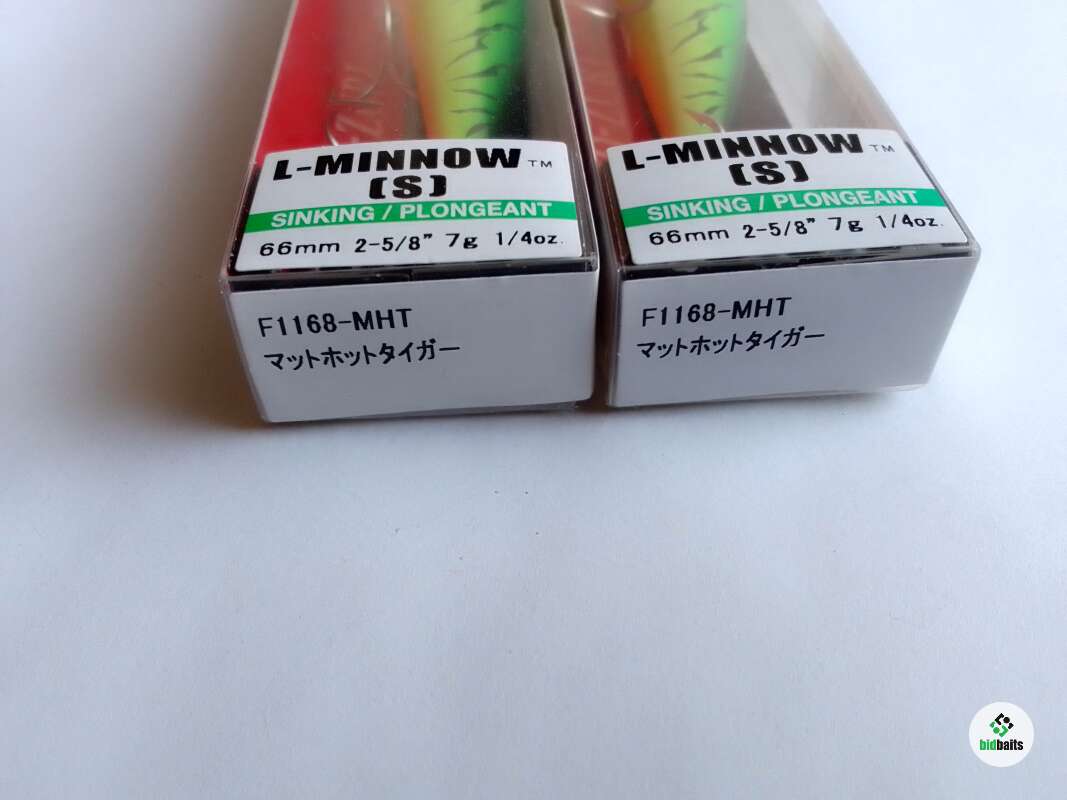 L-MINNOW™
(S)
SINKING / PLONGEANT
66mm 2-5/8” 7g 1/4oz.
F1168-MHT
マットホットタイガー
L-MINNOW™
(S)
SINKING / PLONGEANT
66mm 2-5/8” 7g 1/4oz.
F1168-MHT
マットホットタイガー
bidbaits